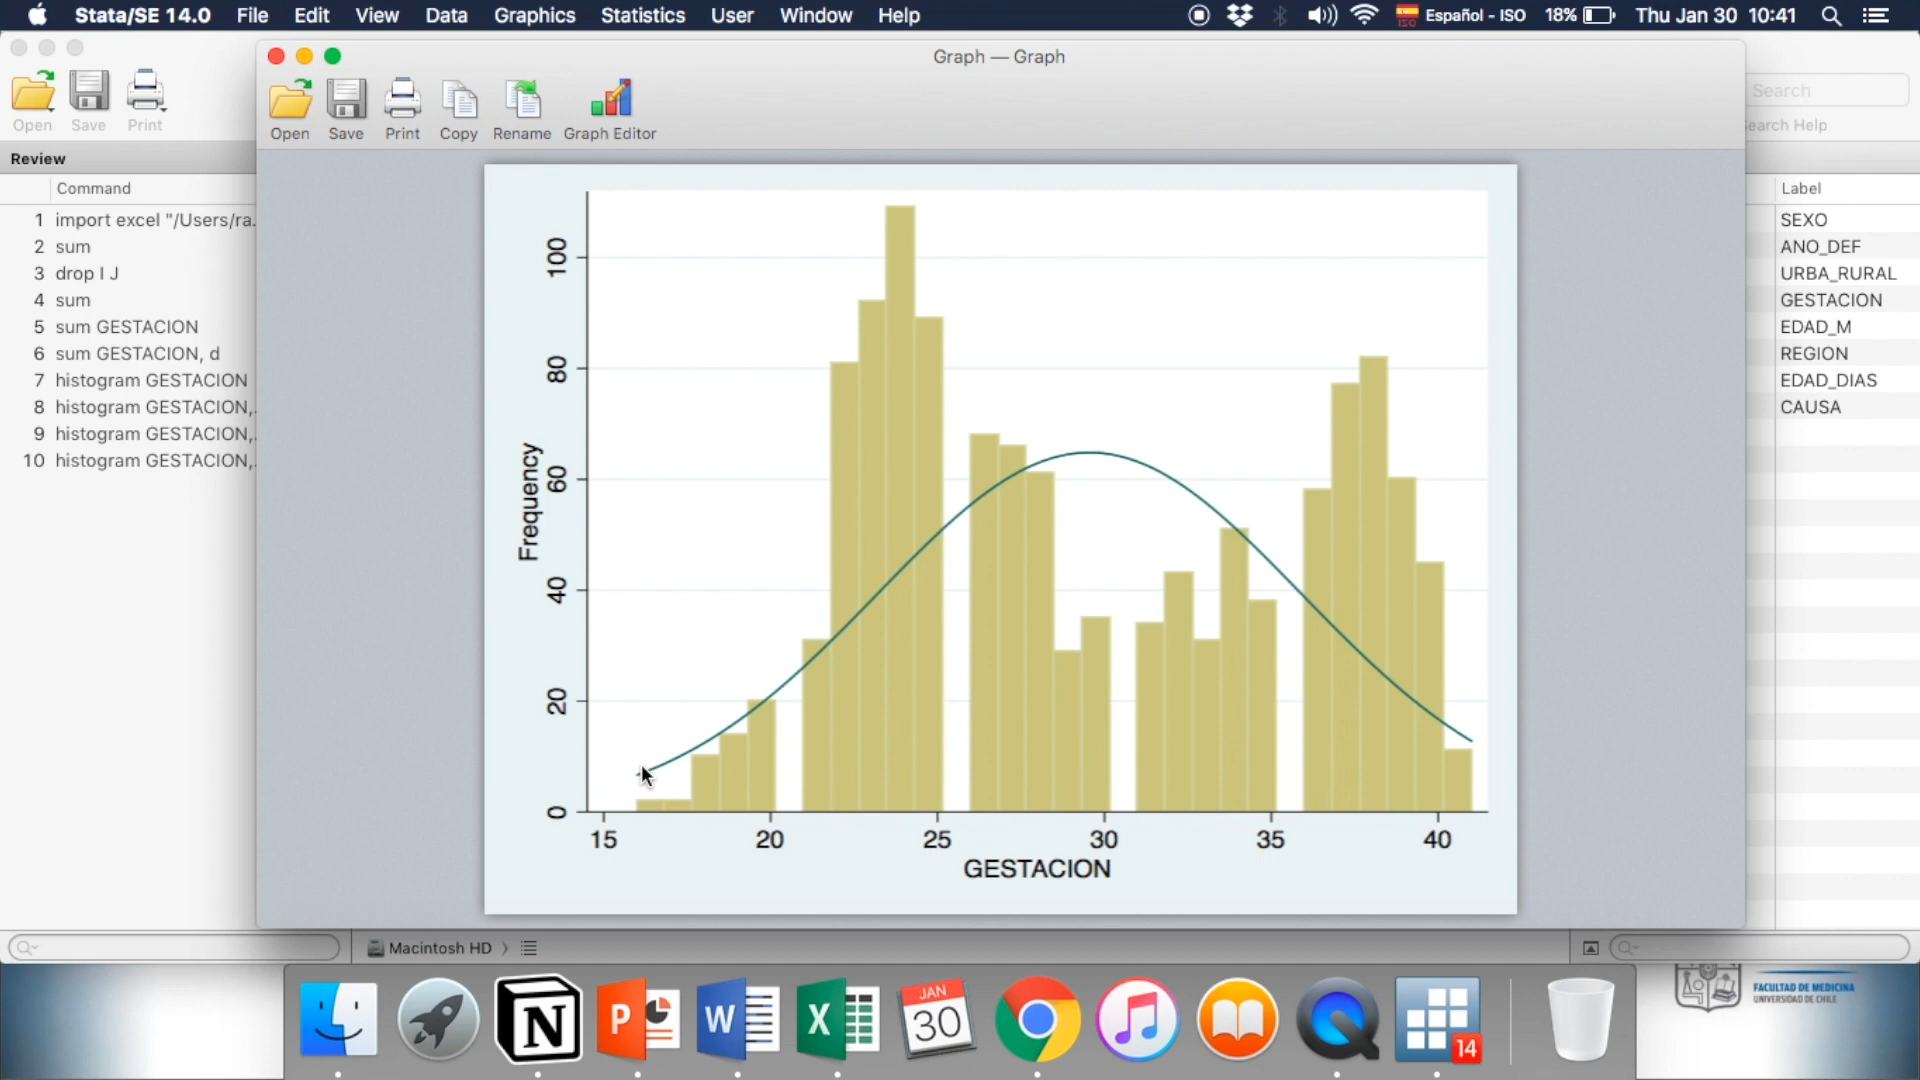 Stata/SE 14.0 File Edit View Data Graphics Statistics User Window Help
ISO Español - ISO 18% Thu Jan 30 10:41
Graph — Graph
Open Save Print
Open Save Print Copy Rename Graph Editor
Search
earch Help
Review
Command
1 import excel "/Users/ra.
2 sum
3 drop I J
4 sum
5 sum GESTACION
6 sum GESTACION, d
7 histogram GESTACION
8 histogram GESTACION,.
9 histogram GESTACION,.
10 histogram GESTACION,.
Label
SEXO
ANO_DEF
URBA_RURAL
GESTACION
EDAD_M
REGION
EDAD_DIAS
CAUSA
Frequency
100
80
60
40
20
0
15 20 25 30 35 40
GESTACION
Macintosh HD
N P W X JAN 30 14
FACULTAD DE MEDICINA
UNIVERSIDAD DE CHILE